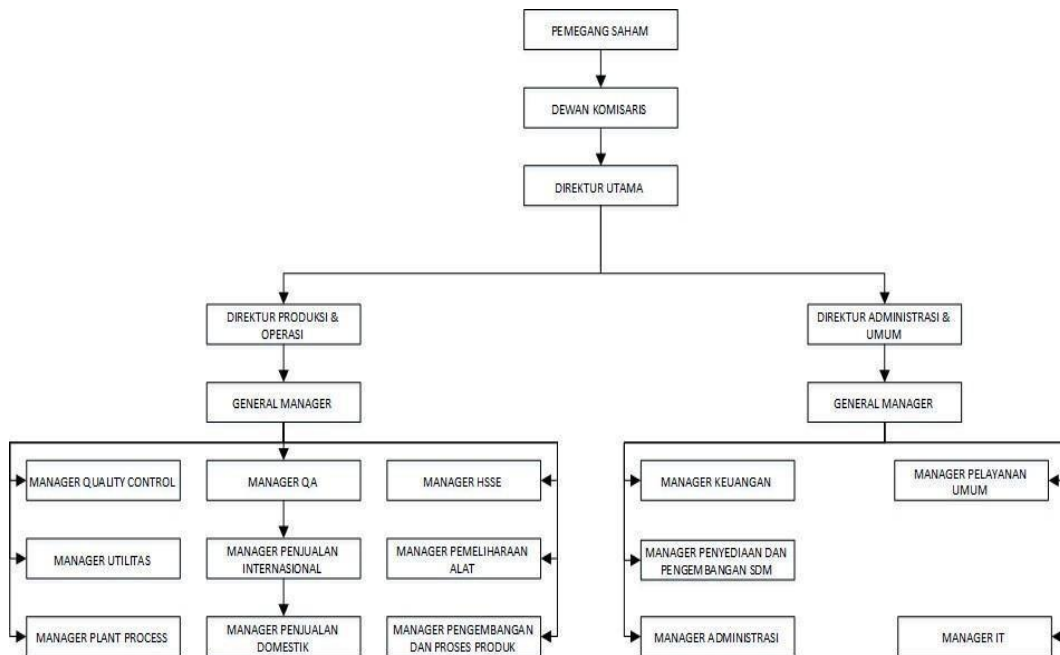 PEMEGANG SAHAM
DEWAN KOMISARIS
DIREKTUR UTAMA
DIREKTUR PRODUKSI &
OPERASI
DIREKTUR ADMINISTRASI &
UMUM
GENERAL MANAGER
GENERAL MANAGER
MANAGER QUALITY CONTROL
MANAGER QA
MANAGER HSSE
MANAGER KEUANGAN
MANAGER PELAYANAN
UMUM
MANAGER UTILITAS
MANAGER PENJUALAN
INTERNASIONAL
MANAGER PEMELIHARAAN
ALAT
MANAGER PENYEDIAAN DAN
PENGEMBANGAN SDM
MANAGER PLANT PROCESS
MANAGER PENJUALAN
DOMESTIK
MANAGER PENGEMBANGAN
DAN PROSES PRODUK
MANAGER ADMINISTRASI
MANAGER IT